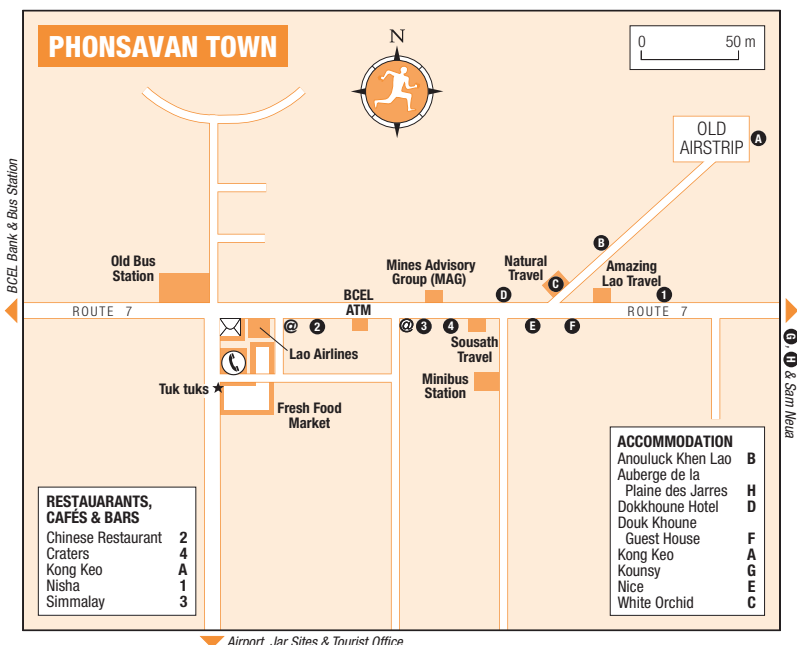 PHONSAVAN TOWN
N
0 50 m
OLD
AIRSTRIP
A
BCEL Bank & Bus Station
B
Old Bus
Station
Mines Advisory
Group (MAG)
Natural
Travel
C
Amazing
Lao Travel
D
1
BCEL
ATM
ROUTE 7
ROUTE 7
@
2
@
3
4
E
F
Lao Airlines
Sousath
Travel
G, H & Sam Neua
Minibus
Station
Tuk tuks
Fresh Food
Market
RESTAUARANTS,
CAFÉS & BARS
Chinese Restaurant 2
Craters 4
Kong Keo A
Nisha 1
Simmalay 3
ACCOMMODATION
Anouluck Khen Lao B
Auberge de la
Plaine des Jarres H
Dokkhoune Hotel D
Douk Khoune
Guest House F
Kong Keo A
Kounsy G
Nice E
White Orchid C
Airport, Jar Sites & Tourist Office